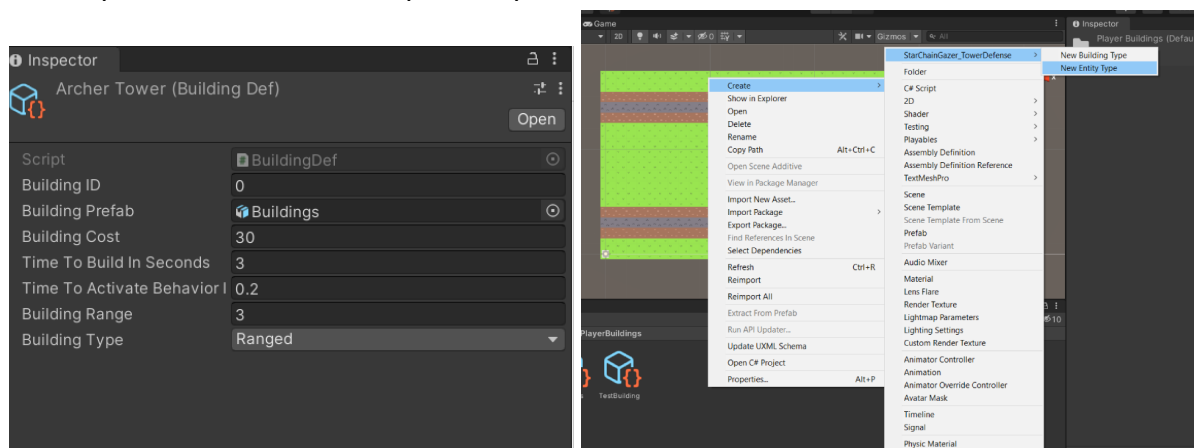 Inspector
Archer Tower (Building Def)
Open
Script BuildingDef
Building ID 0
Building Prefab Buildings
Building Cost 30
Time To Build In Seconds 3
Time To Activate Behavior I 0.2
Building Range 3
Building Type Ranged
Game
2D 0 Gizmos All
Create
Show in Explorer
Open
Delete
Rename
Copy Path Alt+Ctrl+C
Open Scene Additive
View in Package Manager
Import New Asset...
Import Package
Export Package...
Find References In Scene
Select Dependencies
Refresh Ctrl+R
Reimport
Reimport All
Extract From Prefab
Run API Updater...
Update UXML Schema
Open C# Project
Properties... Alt+P
StarChainGazer_TowerDefense
Folder
C# Script
2D
Shader
Testing
Playables
Assembly Definition
Assembly Definition Reference
TextMeshPro
Scene
Scene Template
Scene Template From Scene
Prefab
Prefab Variant
Audio Mixer
Material
Lens Flare
Render Texture
Lightmap Parameters
Lighting Settings
Custom Render Texture
Animator Controller
Animation
Animator Override Controller
Avatar Mask
Timeline
Signal
Physic Material
New Building Type
New Entity Type
Inspector
Player Buildings (Defau
10
PlayerBuildings
TestBuilding